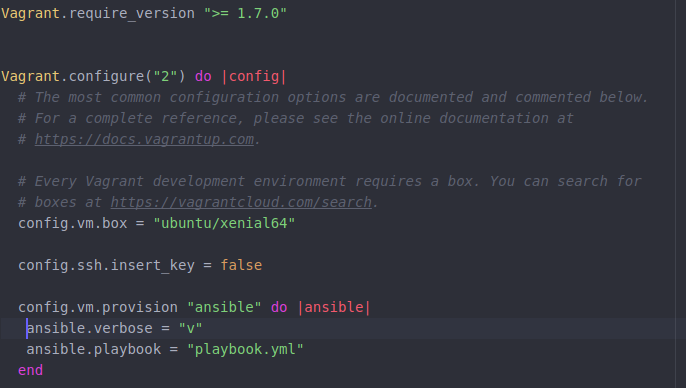 Vagrant.require_version ">= 1.7.0"
Vagrant.configure("2") do |config|
# The most common configuration options are documented and commented below.
# For a complete reference, please see the online documentation at
# https://docs.vagrantup.com.
# Every Vagrant development environment requires a box. You can search for
# boxes at https://vagrantcloud.com/search.
config.vm.box = "ubuntu/xenial64"
config.ssh.insert_key = false
config.vm.provision "ansible" do |ansible|
ansible.verbose = "v"
ansible.playbook = "playbook.yml"
end